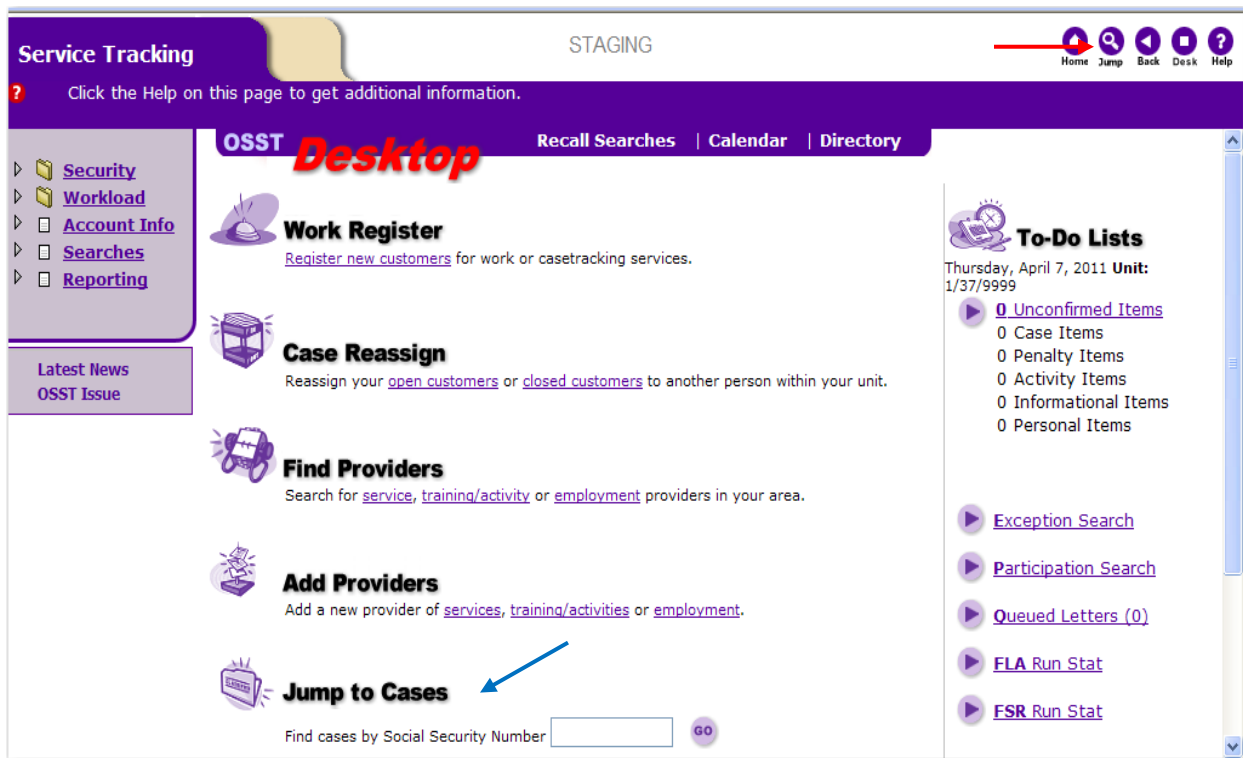 Service Tracking
STAGING
Home Jump Back Desk Help
? Click the Help on this page to get additional information.
Security
Workload
Account Info
Searches
Reporting
Latest News
OSST Issue
OSST Desktop
Recall Searches | Calendar | Directory
Work Register
Register new customers for work or casetracking services.
Case Reassign
Reassign your open customers or closed customers to another person within your unit.
Find Providers
Search for service, training/activity or employment providers in your area.
Add Providers
Add a new provider of services, training/activities or employment.
Jump to Cases
Find cases by Social Security Number GO
To-Do Lists
Thursday, April 7, 2011 Unit:
1/37/9999
0 Unconfirmed Items
0 Case Items
0 Penalty Items
0 Activity Items
0 Informational Items
0 Personal Items
Exception Search
Participation Search
Queued Letters (0)
FLA Run Stat
FSR Run Stat